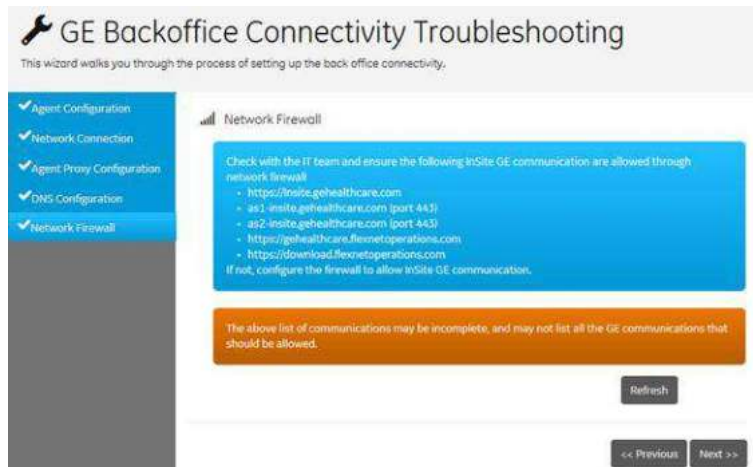 GE Backoffice Connectivity Troubleshooting
This wizard walks you through the process of setting up the back office connectivity.
Agent Configuration
Network Connection
Agent Proxy Configuration
DNS Configuration
Network Firewall
Network Firewall
Check with the IT team and ensure the following InSite GE communication are allowed through
network firewall
- https://insite.gehealthcare.com
- as1-insite.gehealthcare.com (port 443)
- as2-insite.gehealthcare.com (port 443)
- https://gehealthcare.flexnetoperations.com
- https://download.flexnetoperations.com
If not, configure the firewall to allow InSite GE communication.
The above list of communications may be incomplete, and may not list all the GE communications that
should be allowed.
Refresh
<< Previous
Next >>